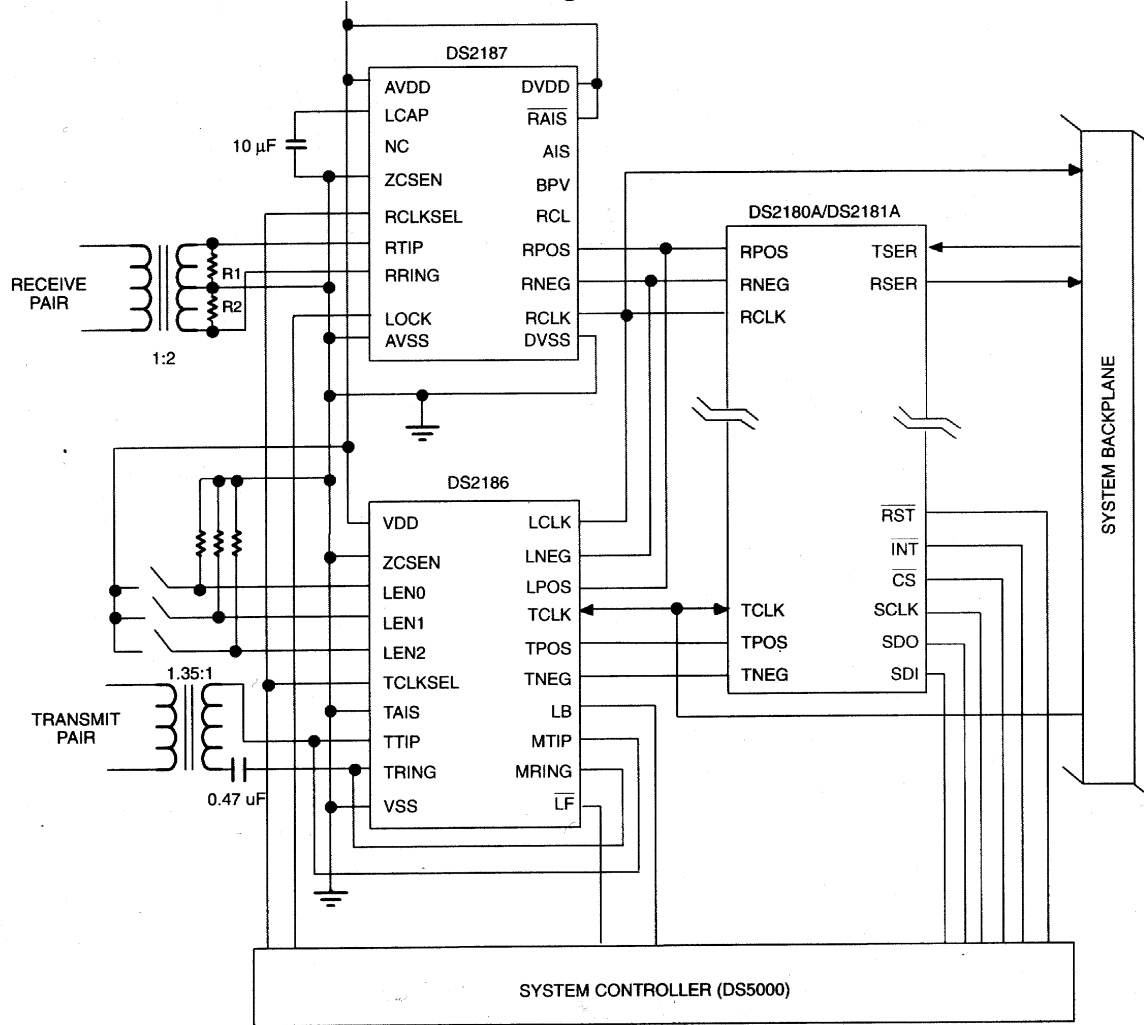 DS2187
AVDD
LCAP
NC
ZCSEN
RCLKSEL
RTIP
RRING
LOCK
AVSS
DVDD
RAIS
AIS
BPV
RCL
RPOS
RNEG
RCLK
DVSS
10 µF
RECEIVE
PAIR
R1
R2
1:2
DS2180A/DS2181A
RPOS
RNEG
RCLK
TCLK
TPOS
TNEG
TSER
RSER
RST
INT
CS
SCLK
SDO
SDI
SYSTEM BACKPLANE
DS2186
VDD
ZCSEN
LEN0
LEN1
LEN2
TCLKSEL
TAIS
TTIP
TRING
VSS
LCLK
LNEG
LPOS
TCLK
TPOS
TNEG
LB
MTIP
MRING
LF
1.35:1
TRANSMIT
PAIR
0.47 uF
SYSTEM CONTROLLER (DS5000)